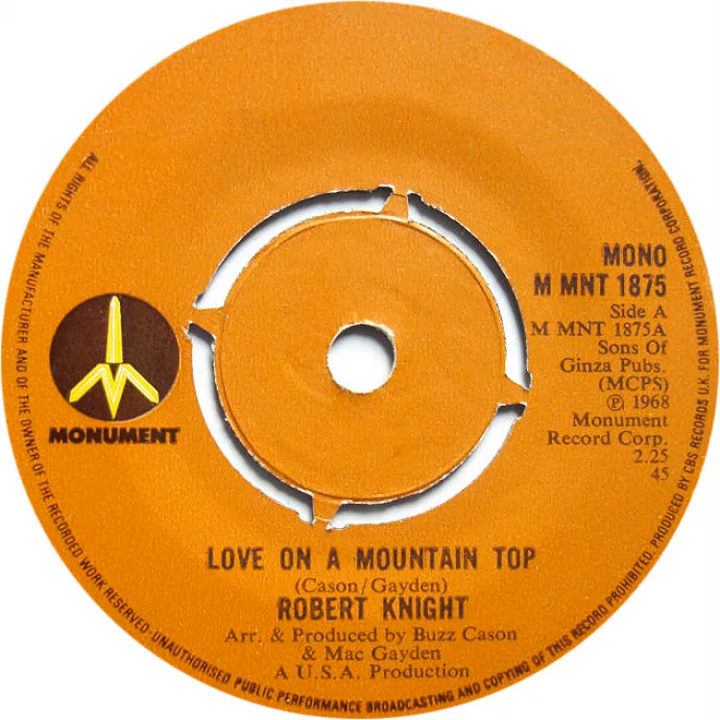 ALL RIGHTS OF THE MANUFACTURER AND OF THE OWNER OF THE RECORDED WORK RESERVED·UNAUTHORISED PUBLIC PERFORMANCE BROADCASTING AND COPYING OF THIS RECORD PROHIBITED. PRODUCED BY CBS RECORDS U.K. FOR MONUMENT RECORD CORPORATION.
MONUMENT
MONO
M MNT 1875
Side A
M MNT 1875A
Sons Of
Ginza Pubs.
(MCPS)
℗ 1968
Monument
Record Corp.
2.25
45
LOVE ON A MOUNTAIN TOP
(Cason/Gayden)
ROBERT KNIGHT
Arr. & Produced by Buzz Cason
& Mac Gayden
A U.S.A. Production